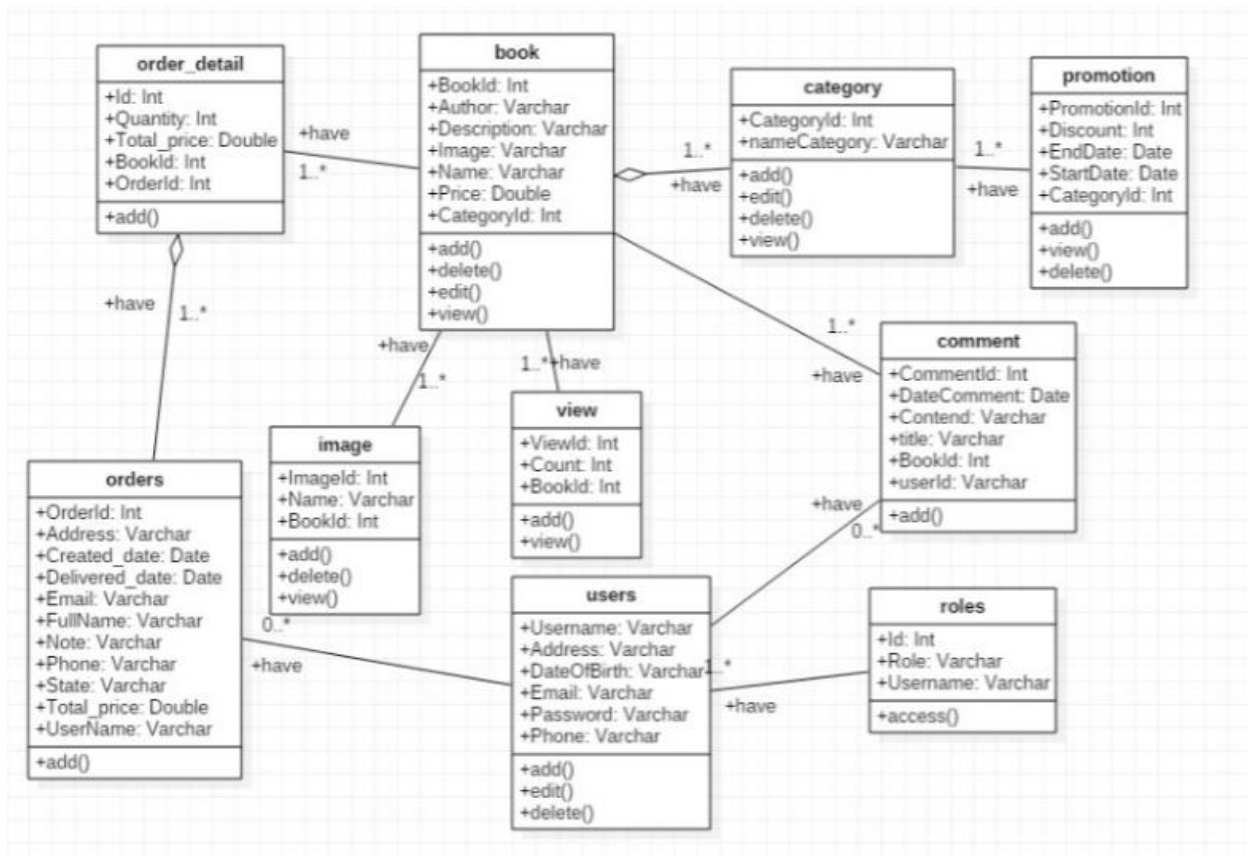 order_detail
+Id: Int
+Quantity: Int
+Total_price: Double
+BookId: Int
+OrderId: Int
+add()
+have
1..*
book
+BookId: Int
+Author: Varchar
+Description: Varchar
+Image: Varchar
+Name: Varchar
+Price: Double
+CategoryId: Int
+add()
+delete()
+edit()
+view()
1..*
+have
category
+CategoryId: Int
+nameCategory: Varchar
+add()
+edit()
+delete()
+view()
1..*
+have
promotion
+PromotionId: Int
+Discount: Int
+EndDate: Date
+StartDate: Date
+CategoryId: Int
+add()
+view()
+delete()
+have
1..*
+have
1..*
1..*
+have
1..*
+have
comment
+CommentId: Int
+DateComment: Date
+Contend: Varchar
+title: Varchar
+BookId: Int
+userId: Varchar
+add()
view
+ViewId: Int
+Count: Int
+BookId: Int
+add()
+view()
image
+ImageId: Int
+Name: Varchar
+BookId: Int
+add()
+delete()
+view()
orders
+OrderId: Int
+Address: Varchar
+Created_date: Date
+Delivered_date: Date
+Email: Varchar
+FullName: Varchar
+Note: Varchar
+Phone: Varchar
+State: Varchar
+Total_price: Double
+UserName: Varchar
+add()
0..*
+have
+have
0..*
users
+Username: Varchar
+Address: Varchar
+DateOfBirth: Varchar
+Email: Varchar
+Password: Varchar
+Phone: Varchar
+add()
+edit()
+delete()
1..*
+have
roles
+Id: Int
+Role: Varchar
+Username: Varchar
+access()